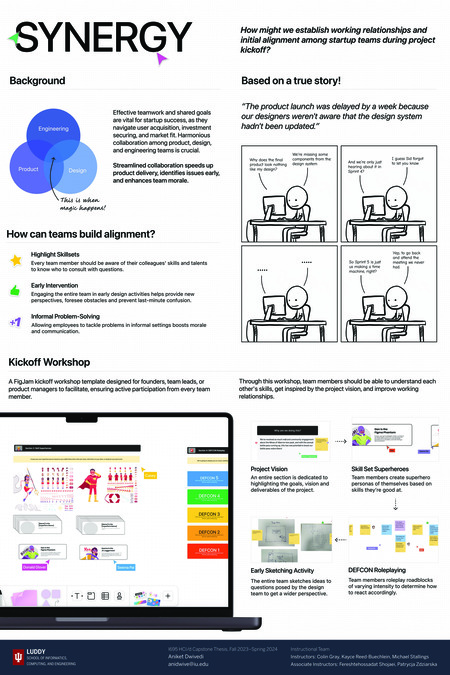 SYNERGY
How might we establish working relationships and
initial alignment among startup teams during project
kickoff?
Background
Engineering
Product
Design
This is when
magic happens!
Effective teamwork and shared goals
are vital for startup success, as they
navigate user acquisition, investment
securing, and market fit. Harmonious
collaboration among product, design,
and engineering teams is crucial.
Streamlined collaboration speeds up
product delivery, identifies issues early,
and enhances team morale.
How can teams build alignment?
Highlight Skillsets
Every team member should be aware of their colleagues' skills and talents
to know who to consult with questions.
Early Intervention
Engaging the entire team in early design activities helps provide new
perspectives, foresee obstacles and prevent last-minute confusion.
Informal Problem-Solving
Allowing employees to tackle problems in informal settings boosts morale
and communication.
Based on a true story!
"The product launch was delayed by a week because
our designers weren't aware that the design system
hadn't been updated."
Why does the final
product look nothing
like my design?
We're missing some
components from the
design system.
And we're only just
hearing about it in
Sprint 4?
I guess Sid forgot
to let you know
.....
.....
So Sprint 5 is just
us making a time
machine, right?
Yep, to go back
and attend the
meeting we never
had.
Kickoff Workshop
A FigJam kickoff workshop template designed for founders, team leads, or
product managers to facilitate, ensuring active participation from every team
member.
Through this workshop, team members should be able to understand each
other's skills, get inspired by the project vision, and improve working
relationships.
DEFCON 5
DEFCON 4
DEFCON 3
DEFCON 2
DEFCON 1
Project Vision
An entire section is dedicated to
highlighting the goals, vision and
deliverables of the project.
Skill Set Superheroes
Team members create superhero
personas of themselves based on
skills they're good at.
Early Sketching Activity
The entire team sketches ideas to
questions posed by the design
team to get a wider perspective.
DEFCON Roleplaying
Team members roleplay roadblocks
of varying intensity to determine how
to react accordingly.
LUDDY
SCHOOL OF INFORMATICS,
COMPUTING, AND ENGINEERING
I695 HCI/d Capstone Thesis, Fall 2023–Spring 2024
Aniket Dwivedi
anidwive@iu.edu
Instructional Team
Instructors: Colin Gray, Kayce Reed-Buechlein, Michael Stallings
Associate Instructors: Fereshtehossadat Shojaei, Patrycja Zdziarska